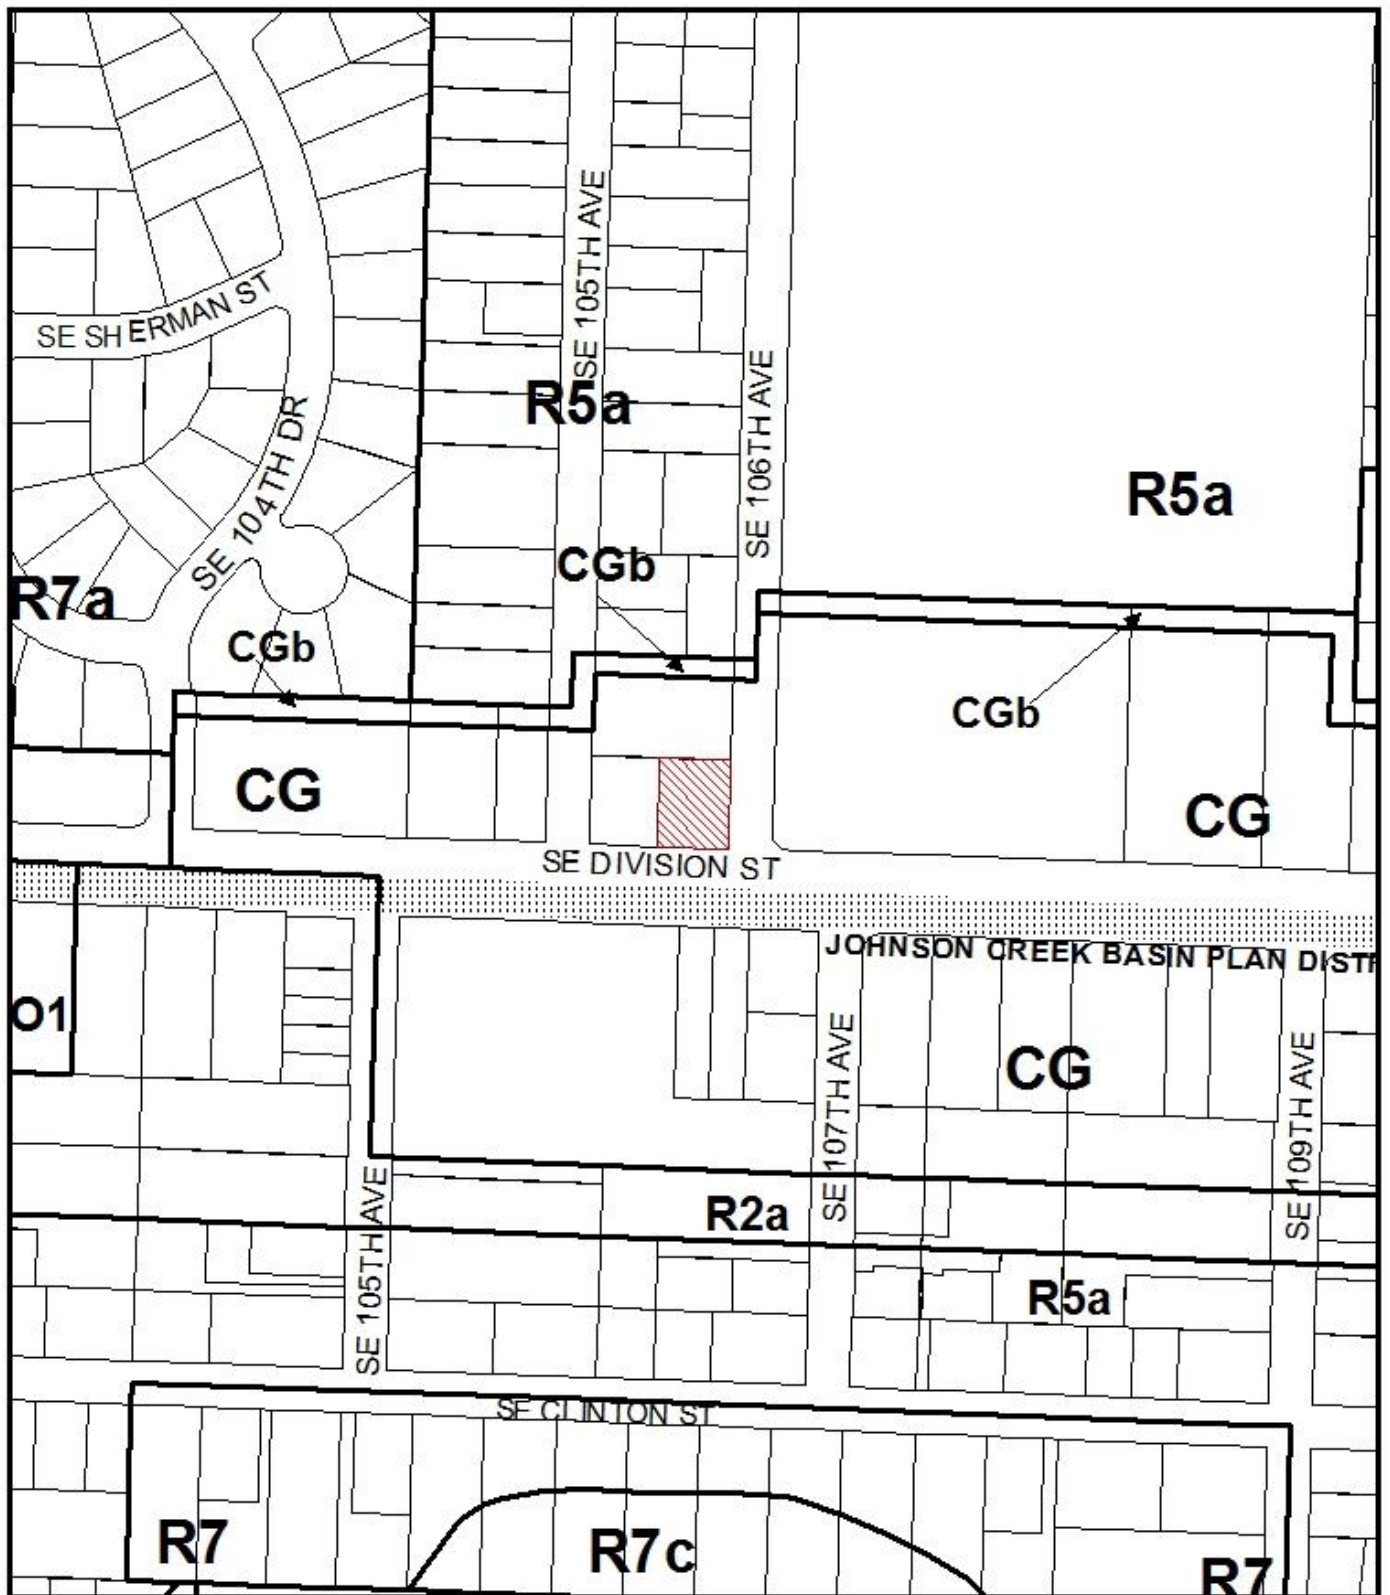 SE SHERMAN ST
SE 105TH AVE
SE 106TH AVE
R5a
SE 104TH DR
R5a
CGb
R7a
CGb
CGb
CG
CG
SE DIVISION ST
JOHNSON CREEK BASIN PLAN DISTR
O1
SE 107TH AVE
CG
SE 109TH AVE
SE 105TH AVE
R2a
R5a
SE CLINTON ST
R7
R7c
R7